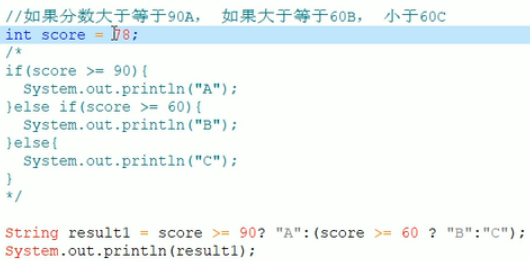 //如果分数大于等于90A， 如果大于等于60B， 小于60C
int score = 78;
/*
if(score >= 90){
  System.out.println("A");
}else if(score >= 60){
  System.out.println("B");
}else{
  System.out.println("C");
}
*/
String result1 = score >= 90? "A":(score >= 60 ? "B":"C");
System.out.println(result1);